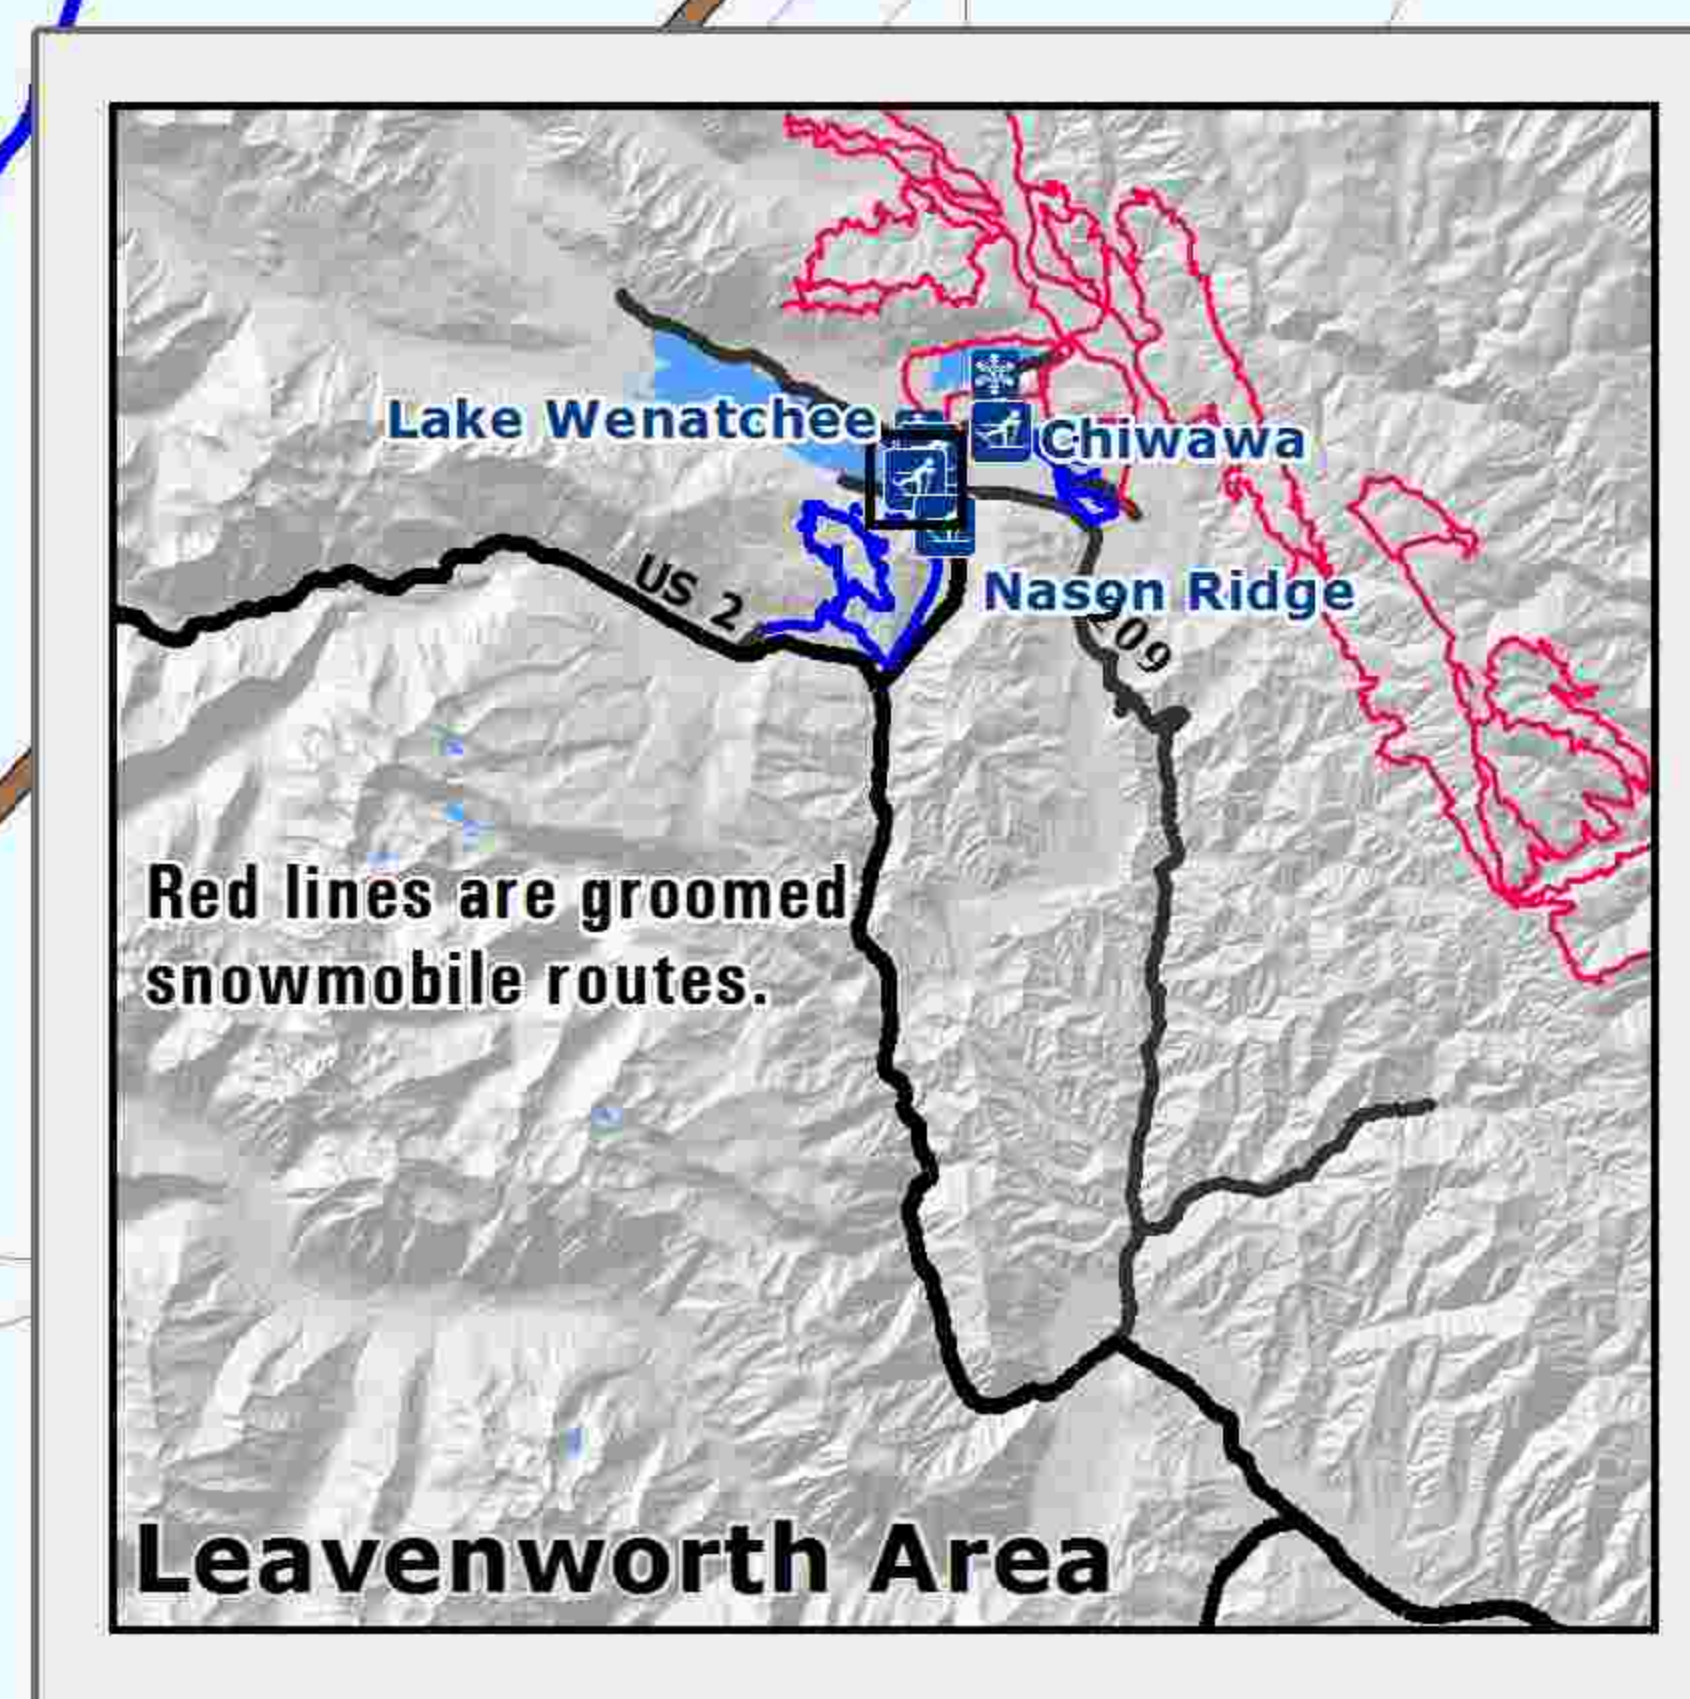 Lake Wenatchee
Chiwawa
US 2
Nason Ridge
209
Red lines are groomed
snowmobile routes.
Leavenworth Area